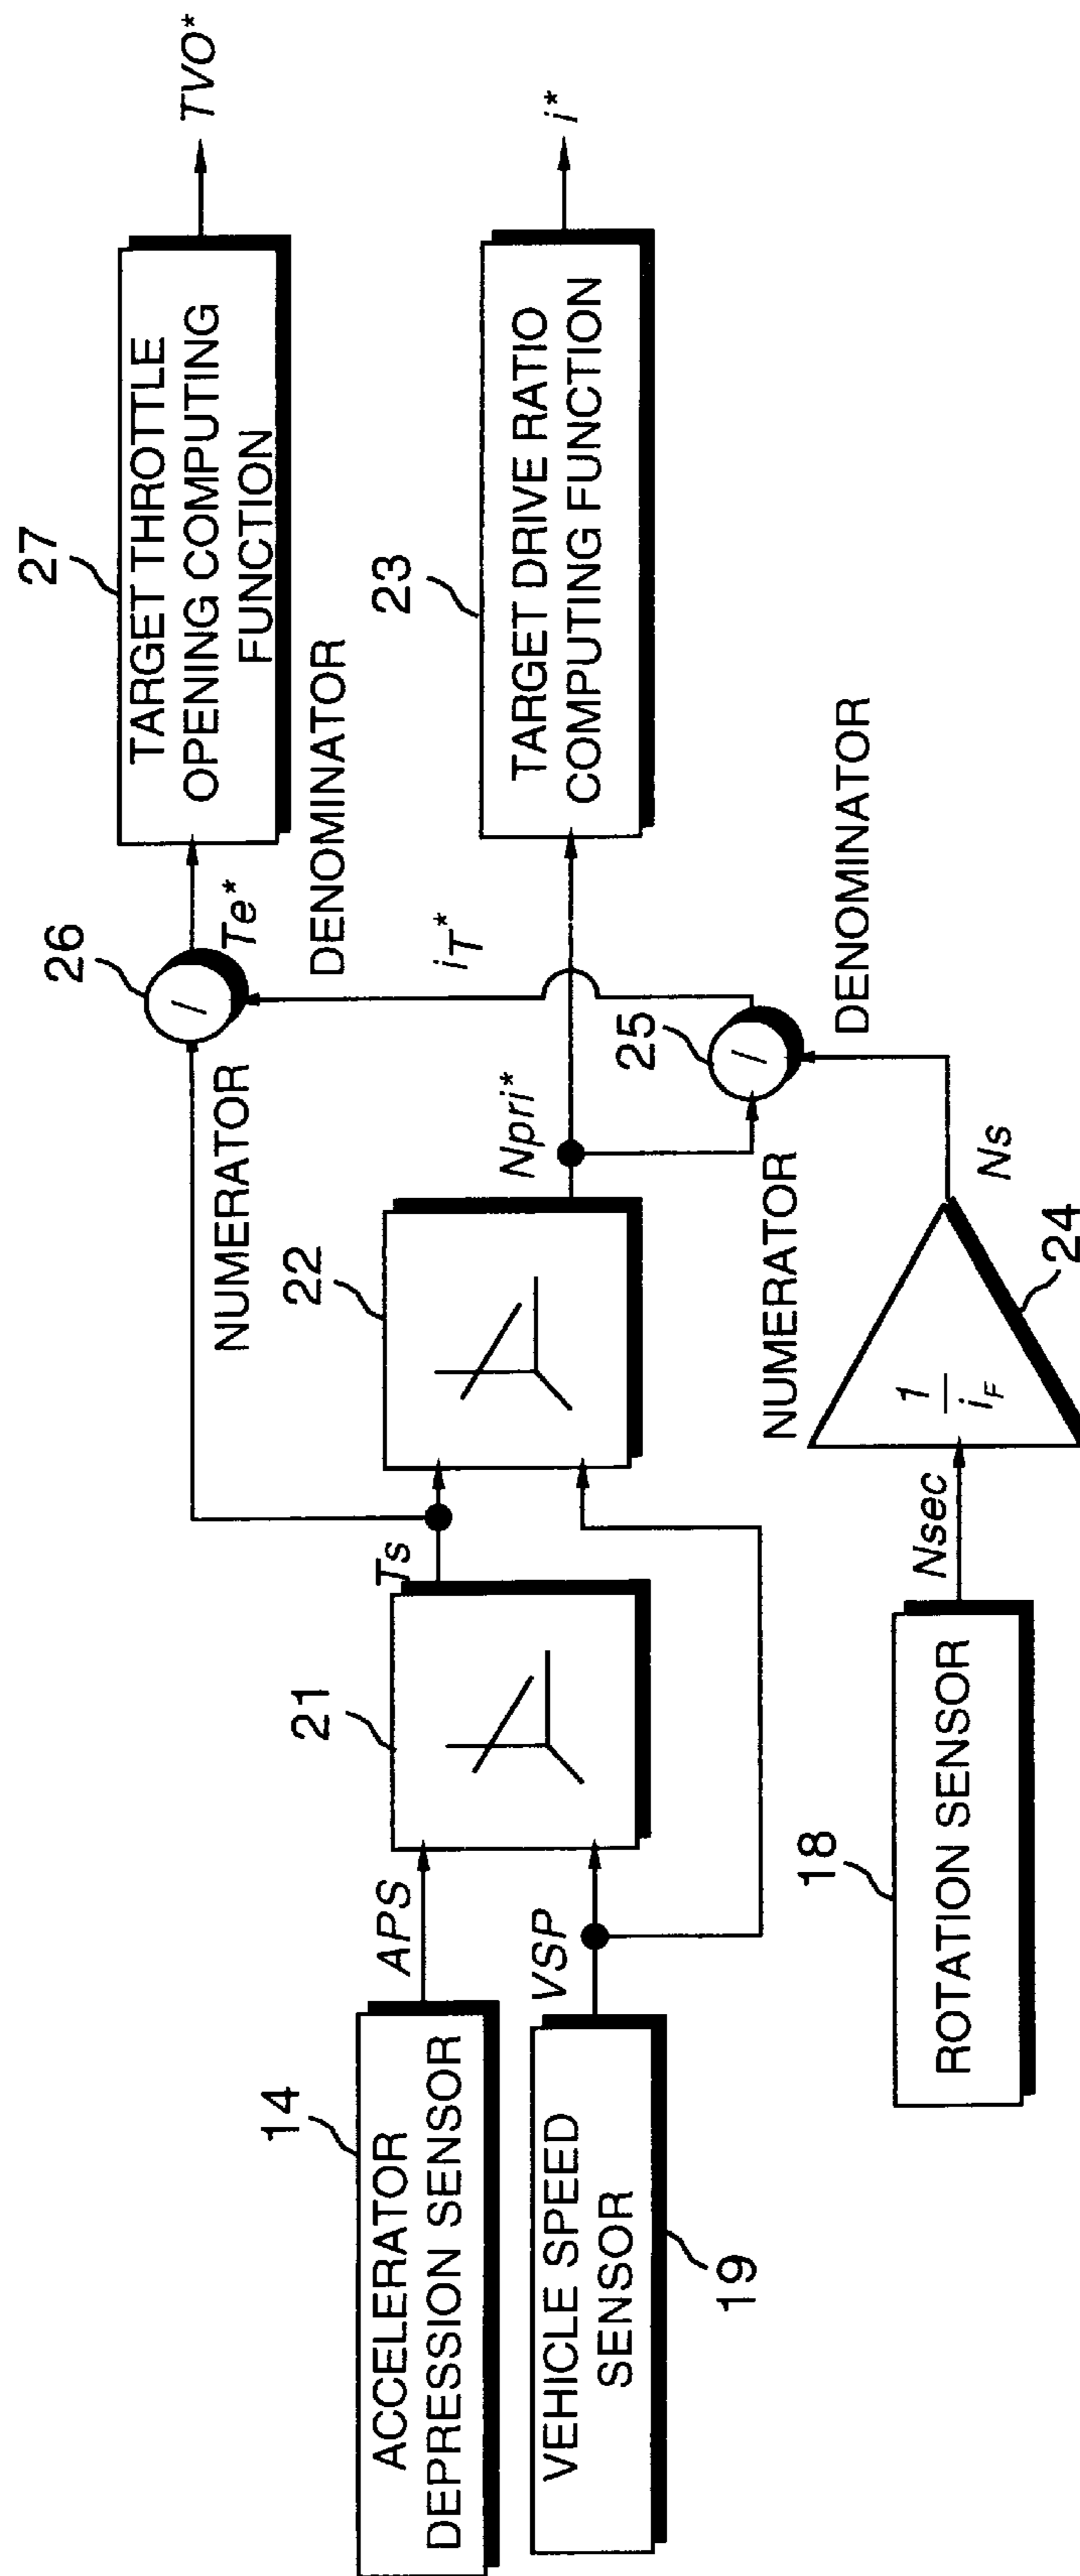 14
ACCELERATOR
DEPRESSION SENSOR
APS
19
VEHICLE SPEED
SENSOR
VSP
21
Ts
22
Npri*
NUMERATOR
26
/
Te*
DENOMINATOR
27
TARGET THROTTLE
OPENING COMPUTING
FUNCTION
TVO*
iT*
23
TARGET DRIVE RATIO
COMPUTING FUNCTION
i*
25
/
NUMERATOR
DENOMINATOR
18
ROTATION SENSOR
Nsec
1
iF
24
Ns